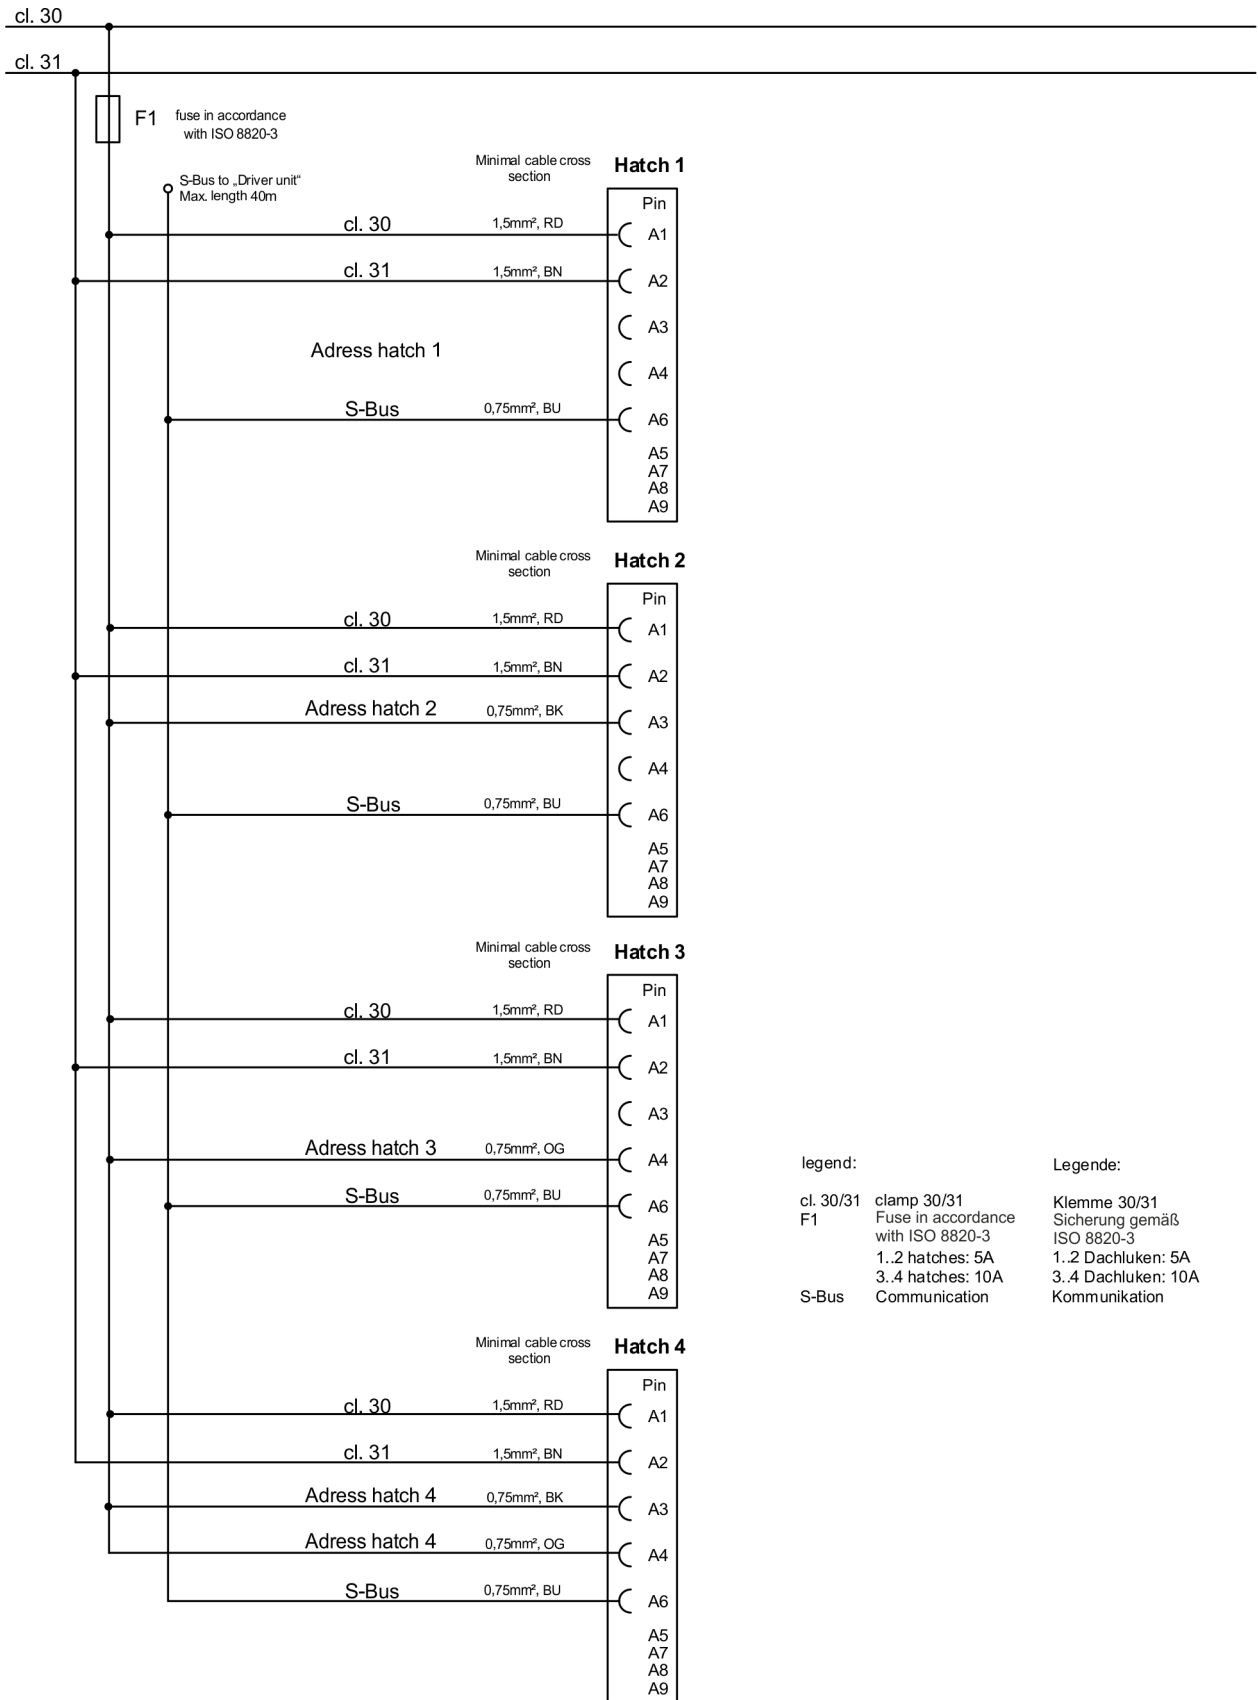 cl. 30
cl. 31
F1
fuse in accordance
with ISO 8820-3
S-Bus to „Driver unit“
Max. length 40m
Minimal cable cross
section
Hatch 1
Pin
cl. 30
1,5mm², RD
A1
cl. 31
1,5mm², BN
A2
A3
Adress hatch 1
A4
S-Bus
0,75mm², BU
A6
A5
A7
A8
A9
Minimal cable cross
section
Hatch 2
Pin
cl. 30
1,5mm², RD
A1
cl. 31
1,5mm², BN
A2
Adress hatch 2
0,75mm², BK
A3
A4
S-Bus
0,75mm², BU
A6
A5
A7
A8
A9
Minimal cable cross
section
Hatch 3
Pin
cl. 30
1,5mm², RD
A1
cl. 31
1,5mm², BN
A2
A3
Adress hatch 3
0,75mm², OG
A4
S-Bus
0,75mm², BU
A6
A5
A7
A8
A9
Minimal cable cross
section
Hatch 4
Pin
cl. 30
1,5mm², RD
A1
cl. 31
1,5mm², BN
A2
Adress hatch 4
0,75mm², BK
A3
Adress hatch 4
0,75mm², OG
A4
S-Bus
0,75mm², BU
A6
A5
A7
A8
A9
legend:
cl. 30/31 clamp 30/31
F1 Fuse in accordance
with ISO 8820-3
1..2 hatches: 5A
3..4 hatches: 10A
S-Bus Communication
Legende:
Klemme 30/31
Sicherung gemäß
ISO 8820-3
1..2 Dachluken: 5A
3..4 Dachluken: 10A
Kommunikation